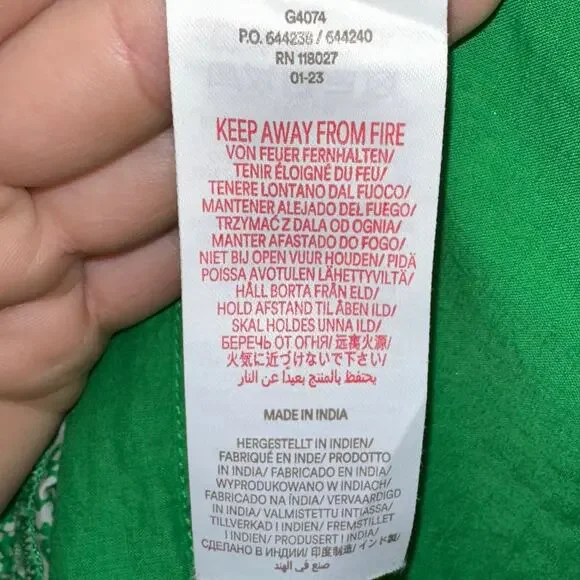 G4074
P.O. 644238 / 644240
RN 118027
01-23
KEEP AWAY FROM FIRE
VON FEUER FERNHALTEN/
TENIR ÉLOIGNÉ DU FEU/
TENERE LONTANO DAL FUOCO/
MANTENER ALEJADO DEL FUEGO/
TRZYMAĆ Z DALA OD OGNIA/
MANTER AFASTADO DO FOGO/
NIET BIJ OPEN VUUR HOUDEN/ PIDÄ
POISSA AVOTULEN LÄHETTYVILTÄ/
HÅLL BORTA FRÅN ELD/
HOLD AFSTAND TIL ÅBEN ILD/
SKAL HOLDES UNNA ILD/
БЕРЕЧЬ ОТ ОГНЯ/ 远离火源/
火気に近づけないで下さい/
يحتفظ بالمنتج بعيدا عن النار
MADE IN INDIA
HERGESTELLT IN INDIEN/
FABRIQUÉ EN INDE/ PRODOTTO
IN INDIA/ FABRICADO EN INDIA/
WYPRODUKOWANO W INDIACH/
FABRICADO NA ÍNDIA/ VERVAARDIGD
IN INDIA/ VALMISTETTU INTIASSA/
TILLVERKAD I INDIEN/ FREMSTILLET
I INDIEN/ PRODUSERT I INDIA/
СДЕЛАНО В ИНДИИ/ 印度制造/ インド製/
صنع في الهند